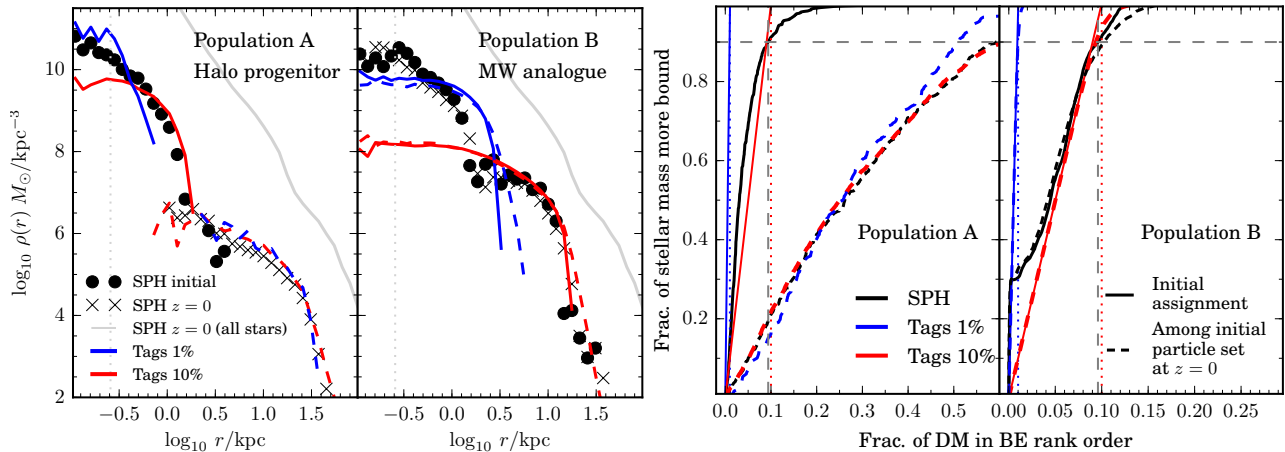 Population A
Halo progenitor
Population B
MW analogue
11
10
9
8
6
4
2
log₁₀ ρ(r) M⊙/kpc⁻³
SPH initial
SPH z = 0
SPH z = 0 (all stars)
Tags 1%
Tags 10%
−0.5 0.0 0.5 1.0 1.5
−0.5 0.0 0.5 1.0 1.5
log₁₀ r/kpc
log₁₀ r/kpc
Frac. of stellar mass more bound
0.8
0.6
0.4
0.2
Population A
SPH
Tags 1%
Tags 10%
Population B
Initial
assignment
Among initial
particle set
at z = 0
0.0 0.1 0.2 0.3 0.4 0.5
0.00 0.05 0.10 0.15 0.20 0.25
Frac. of DM in BE rank order